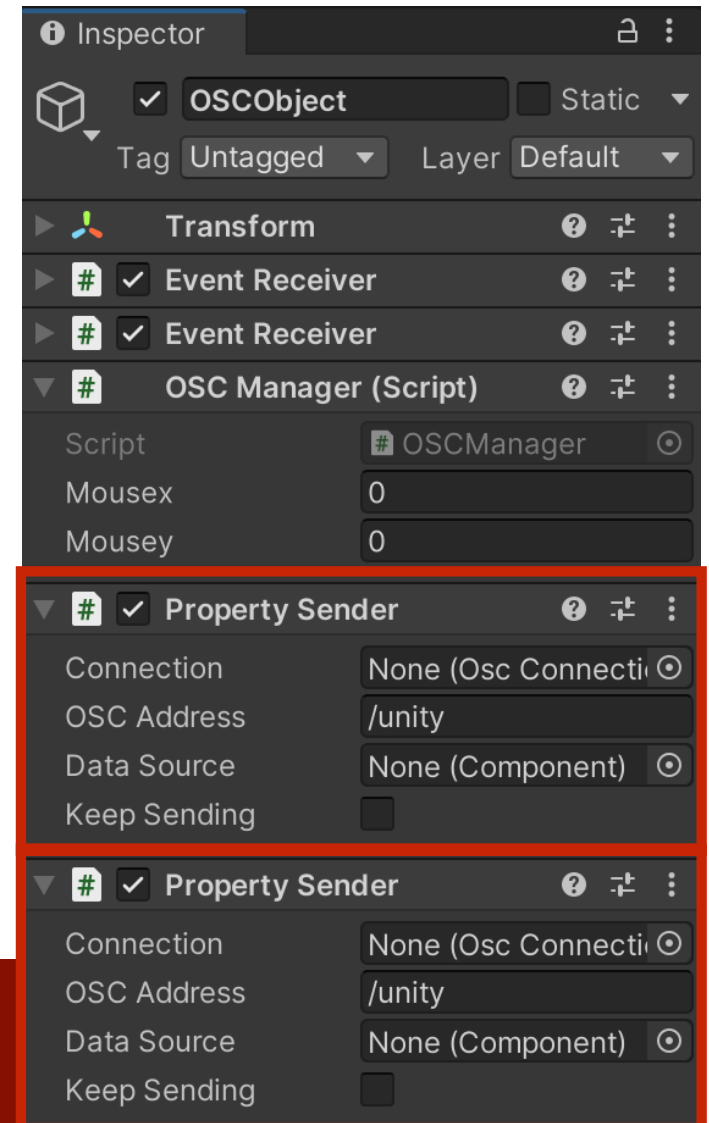 Inspector
OSCObject Static
Tag Untagged Layer Default
Transform
# Event Receiver
# Event Receiver
# OSC Manager (Script)
Script # OSCManager
Mousex 0
Mousey 0
# Property Sender
Connection None (Osc Connecti
OSC Address /unity
Data Source None (Component)
Keep Sending
# Property Sender
Connection None (Osc Connecti
OSC Address /unity
Data Source None (Component)
Keep Sending